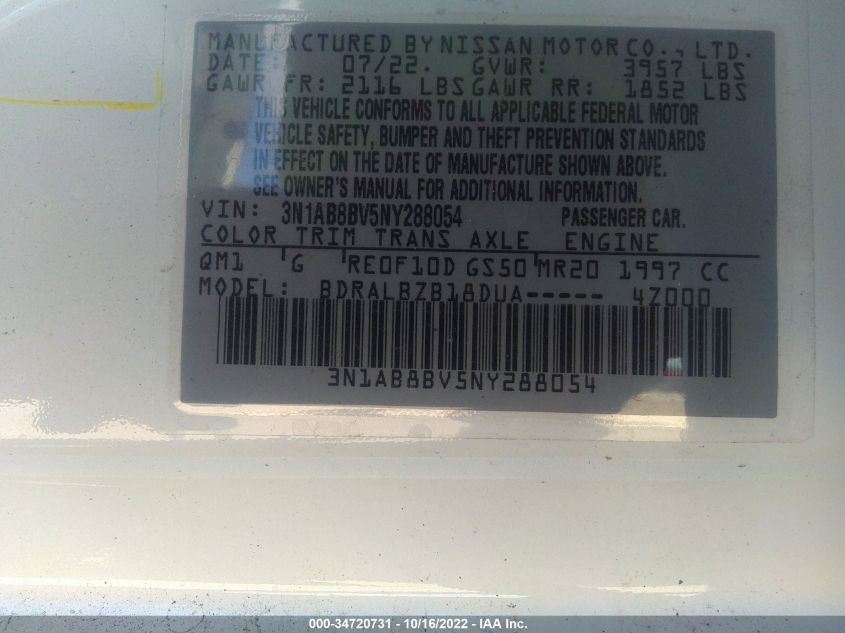 MANUFACTURED BY NISSAN MOTOR CO., LTD.
DATE: 07/22. GVWR: 3957 LBS
GAWR FR: 2116 LBS GAWR RR: 1852 LBS
THIS VEHICLE CONFORMS TO ALL APPLICABLE FEDERAL MOTOR
VEHICLE SAFETY, BUMPER AND THEFT PREVENTION STANDARDS
IN EFFECT ON THE DATE OF MANUFACTURE SHOWN ABOVE.
SEE OWNER'S MANUAL FOR ADDITIONAL INFORMATION.
VIN: 3N1AB8BV5NY288054 PASSENGER CAR.
COLOR TRIM TRANS AXLE ENGINE
QM1 G RE0F10D GS50 MR20 1997 CC
MODEL: BDRALBZB18DUA----- 4Z000
3N1AB8BV5NY288054
000-34720731 - 10/16/2022 - IAA Inc.